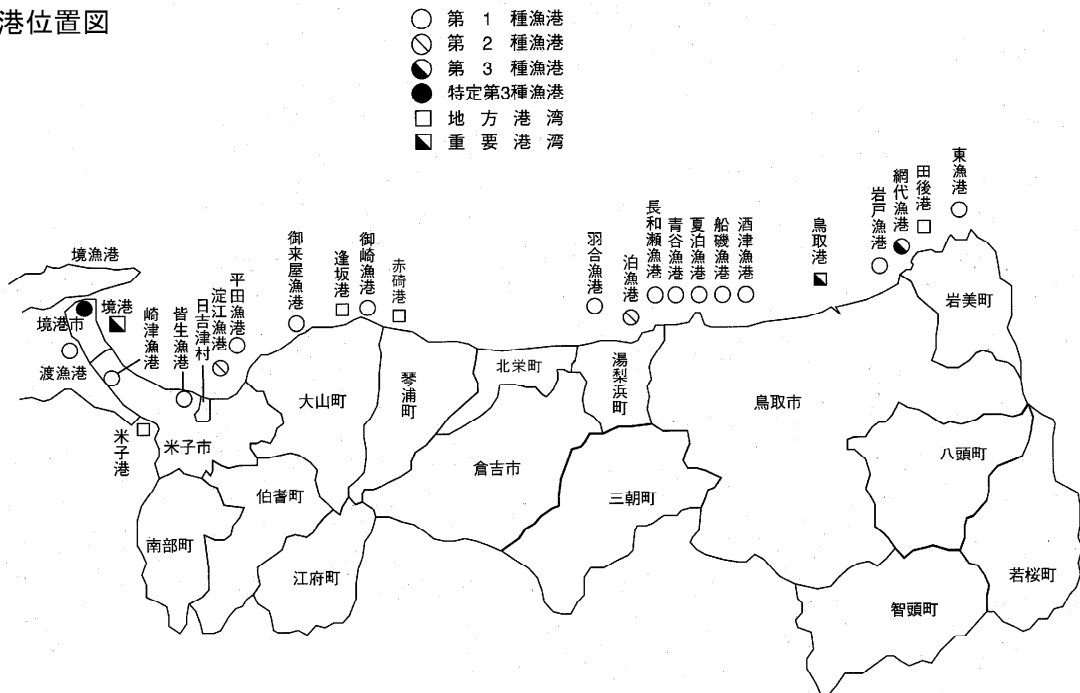 港位置図
第 1 種漁港
第 2 種漁港
第 3 種漁港
特定第3種漁港
地方港湾
重要港湾
境漁港
境港
境港市
渡漁港
崎津漁港
皆生漁港
日吉津村
淀江漁港
平田漁港
御来屋漁港
逢坂港
御崎漁港
赤碕港
羽合漁港
泊漁港
長和瀬漁港
青谷漁港
夏泊漁港
船磯漁港
酒津漁港
鳥取港
岩戸漁港
網代漁港
田後港
東漁港
米子港
米子市
大山町
琴浦町
北栄町
湯梨浜町
鳥取市
岩美町
南部町
伯耆町
江府町
倉吉市
三朝町
八頭町
若桜町
智頭町